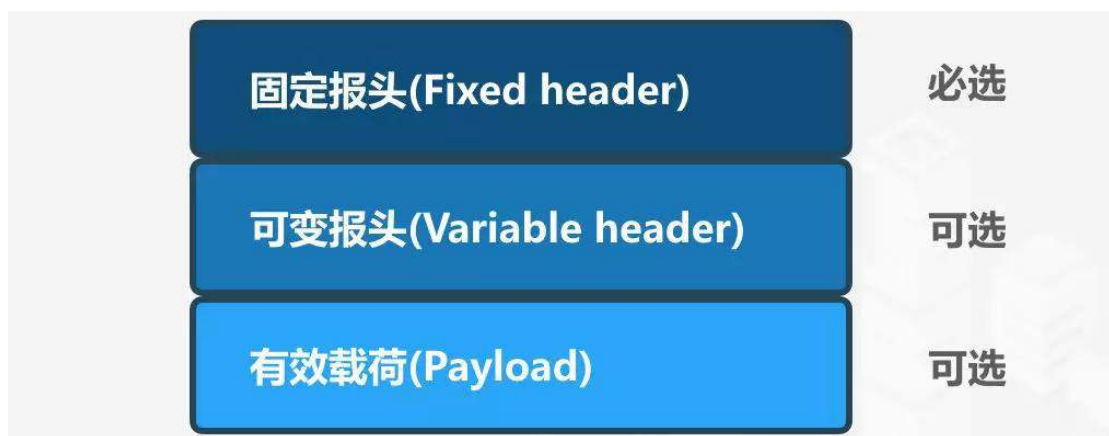 固定报头(Fixed header)
必选
可变报头(Variable header)
可选
有效载荷(Payload)
可选